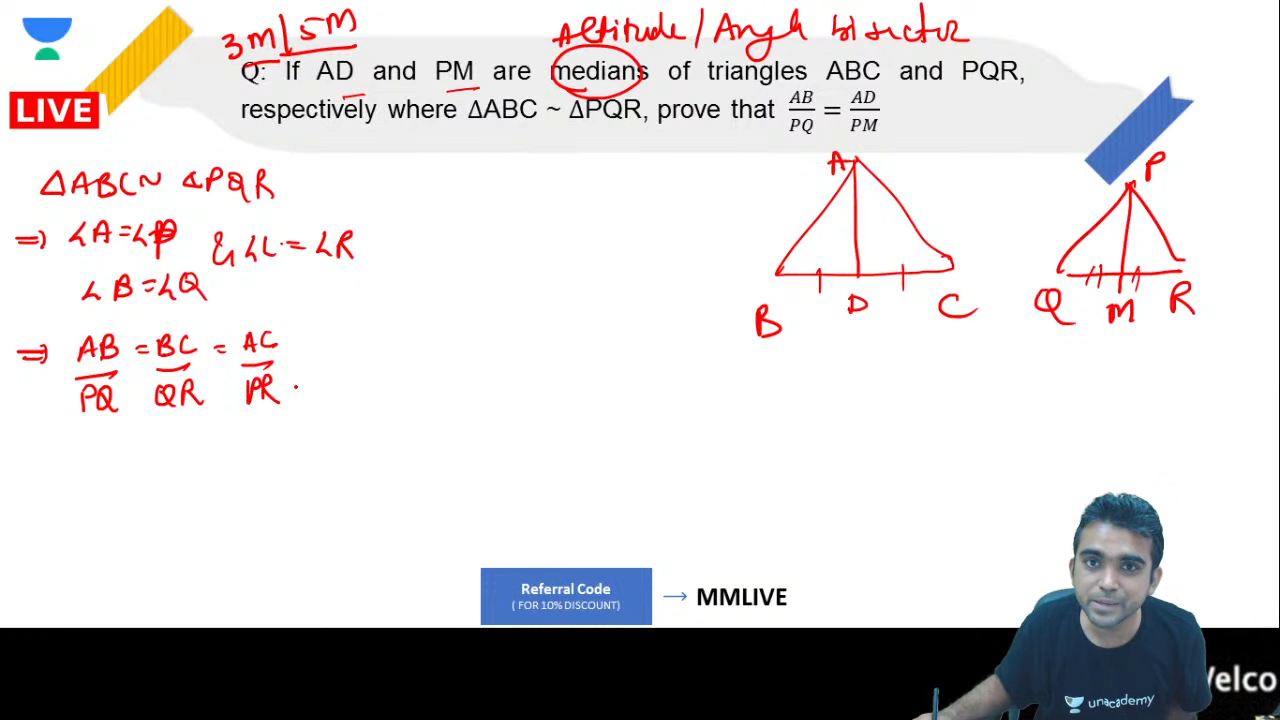 3M/5M
Altitude/Angle bisector
LIVE
Q: If AD and PM are medians of triangles ABC and PQR,
respectively where ΔABC ~ ΔPQR, prove that AB/PQ = AD/PM
ΔABC ~ ΔPQR
⇒ ∠A = ∠P
& ∠C = ∠R
∠B = ∠Q
⇒ AB/PQ = BC/QR = AC/PR
A
B D C
P
Q M R
Referral Code
( FOR 10% DISCOUNT)
→ MMLIVE
unacademy
Velco